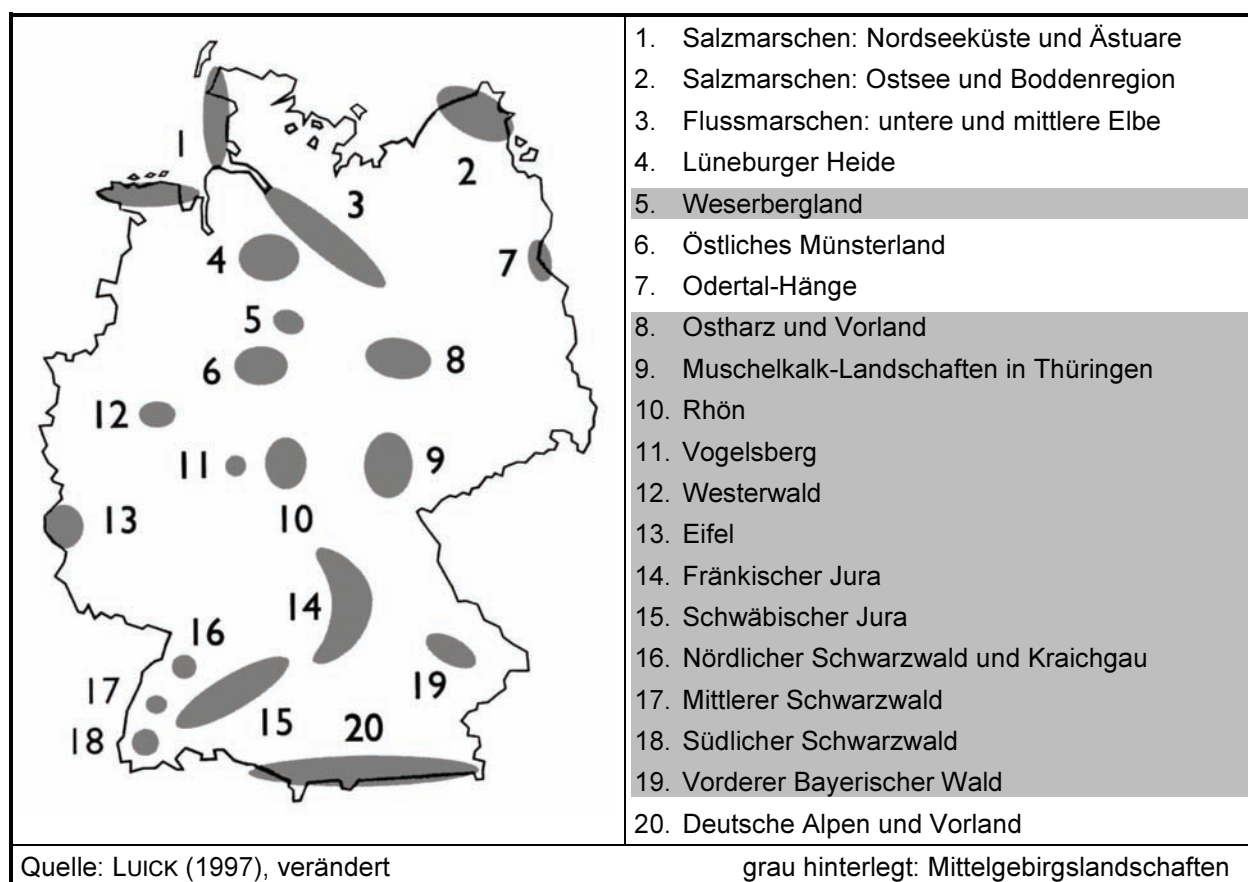 1. Salzmarschen: Nordseeküste und Ästuare
2. Salzmarschen: Ostsee und Boddenregion
3. Flussmarschen: untere und mittlere Elbe
4. Lüneburger Heide
5. Weserbergland
6. Östliches Münsterland
7. Odertal-Hänge
8. Ostharz und Vorland
9. Muschelkalk-Landschaften in Thüringen
10. Rhön
11. Vogelsberg
12. Westerwald
13. Eifel
14. Fränkischer Jura
15. Schwäbischer Jura
16. Nördlicher Schwarzwald und Kraichgau
17. Mittlerer Schwarzwald
18. Südlicher Schwarzwald
19. Vorderer Bayerischer Wald
20. Deutsche Alpen und Vorland
1
2
3
4
7
5
6
8
12
11
9
10
13
14
16
17
19
15
20
18
Quelle: LUICK (1997), verändert
grau hinterlegt: Mittelgebirgslandschaften